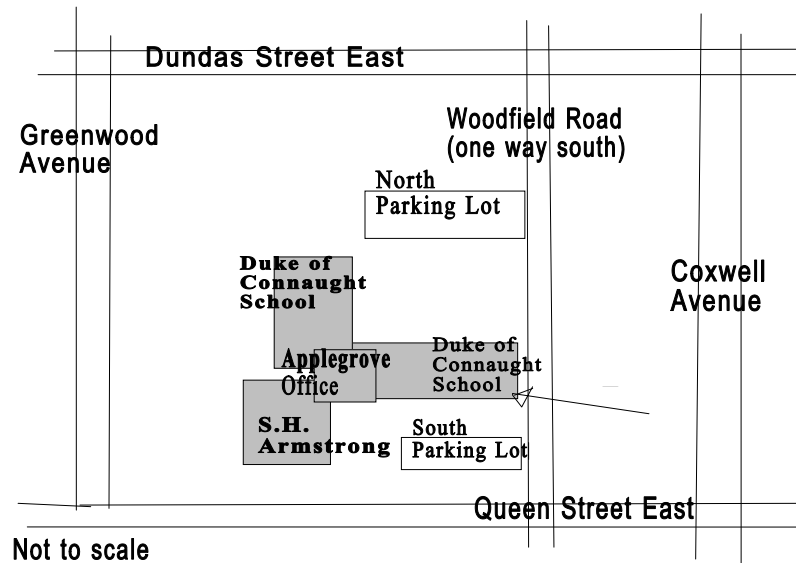 Dundas Street East
Woodfield Road
(one way south)
Greenwood
Avenue
North
Parking Lot
Duke of
Connaught
School
Coxwell
Avenue
Duke of
Connaught
School
Applegrove
Office
S.H.
Armstrong
South
Parking Lot
Queen Street East
Not to scale